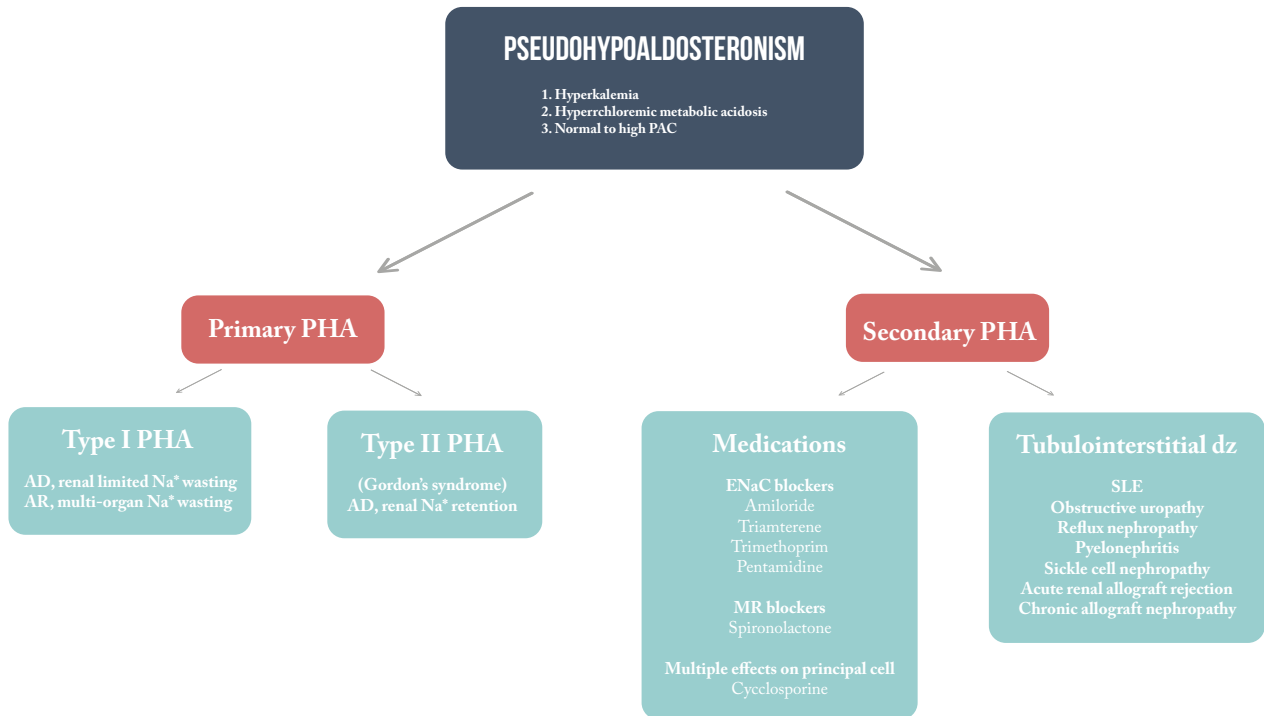 PSEUDOHYPOALDOSTERONISM
1. Hyperkalemia
2. Hyperrchloremic metabolic acidosis
3. Normal to high PAC
Primary PHA
Secondary PHA
Type I PHA
AD, renal limited Na⁺ wasting
AR, multi-organ Na⁺ wasting
Type II PHA
(Gordon's syndrome)
AD, renal Na⁺ retention
Medications
ENaC blockers
Amiloride
Triamterene
Trimethoprim
Pentamidine
MR blockers
Spironolactone
Multiple effects on principal cell
Cycclosporine
Tubulointerstitial dz
SLE
Obstructive uropathy
Reflux nephropathy
Pyelonephritis
Sickle cell nephropathy
Acute renal allograft rejection
Chronic allograft nephropathy